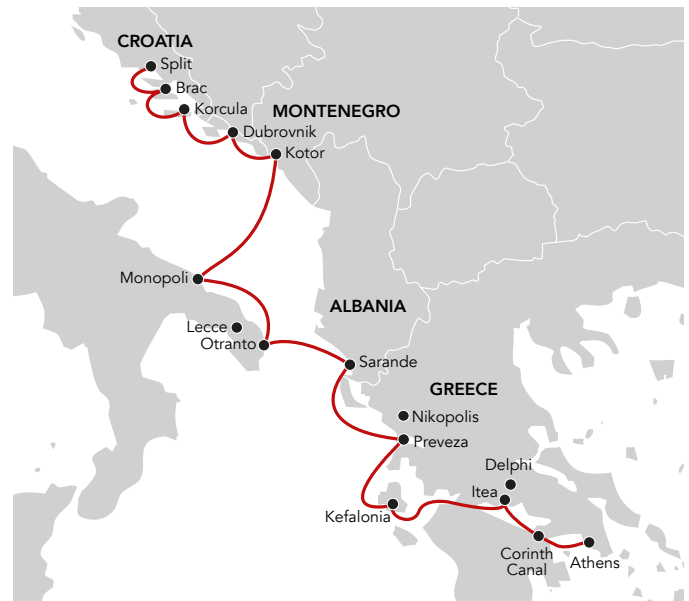 CROATIA
Split
Brac
Korcula
MONTENEGRO
Dubrovnik
Kotor
Monopoli
ALBANIA
Lecce
Otranto
Sarande
GREECE
Nikopolis
Preveza
Delphi
Itea
Kefalonia
Corinth
Canal
Athens